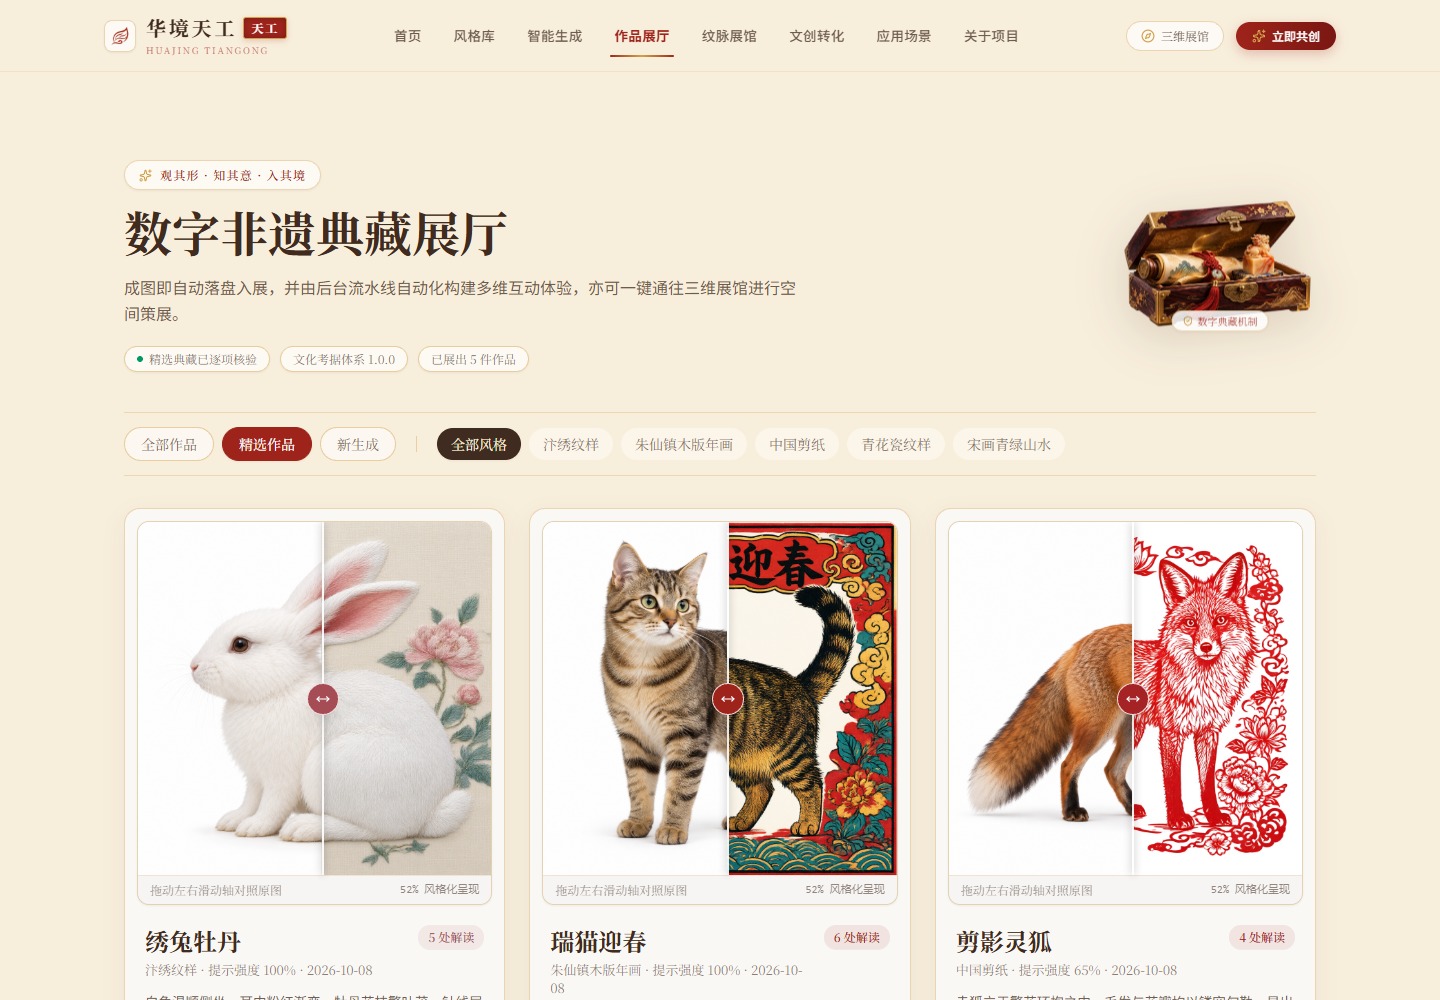 华境天工 天工
HUAJING TIANGONG
首页 风格库 智能生成 作品展厅 纹脉展馆 文创转化 应用场景 关于项目
三维展馆 立即共创
观其形 · 知其意 · 入其境
数字非遗典藏展厅
成图即自动落盘入展，并由后台流水线自动化构建多维互动体验，亦可一键通往三维展馆进行空
间策展。
数字典藏机制
精选典藏已逐项核验 文化考据体系 1.0.0 已展出 5 件作品
全部作品 精选作品 新生成 全部风格 汴绣纹样 朱仙镇木版年画 中国剪纸 青花瓷纹样 宋画青绿山水
迎春
拖动左右滑动轴对照原图 52% 风格化呈现
拖动左右滑动轴对照原图 52% 风格化呈现
拖动左右滑动轴对照原图 52% 风格化呈现
绣兔牡丹 5 处解读
汴绣纹样 · 提示强度 100% · 2026-10-08
瑞猫迎春 6 处解读
朱仙镇木版年画 · 提示强度 100% · 2026-10-
08
剪影灵狐 4 处解读
中国剪纸 · 提示强度 65% · 2026-10-08